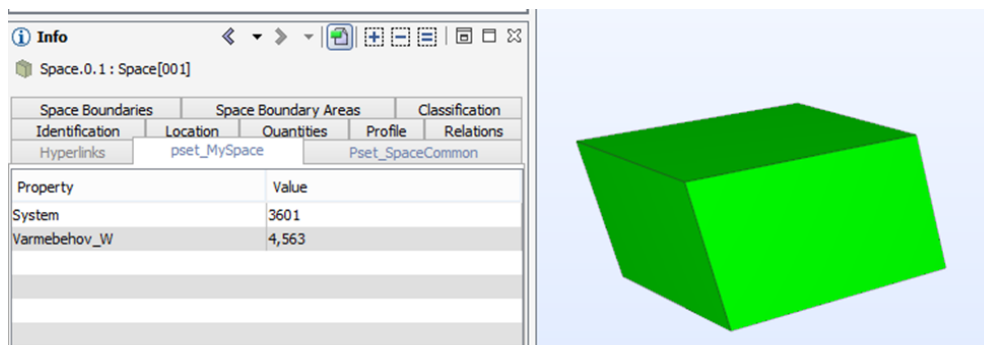 Info
Space.0.1 : Space[001]
Space Boundaries Space Boundary Areas Classification
Identification Location Quantities Profile Relations
Hyperlinks pset_MySpace Pset_SpaceCommon
Property Value
System 3601
Varmebehov_W 4,563